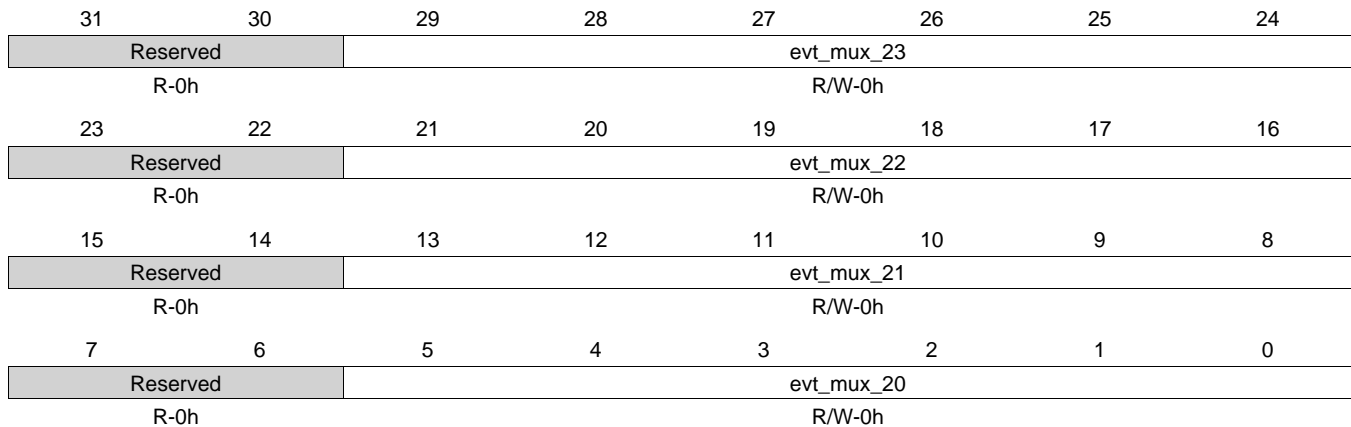 31 30 29 28 27 26 25 24
Reserved evt_mux_23
R-0h R/W-0h
23 22 21 20 19 18 17 16
Reserved evt_mux_22
R-0h R/W-0h
15 14 13 12 11 10 9 8
Reserved evt_mux_21
R-0h R/W-0h
7 6 5 4 3 2 1 0
Reserved evt_mux_20
R-0h R/W-0h